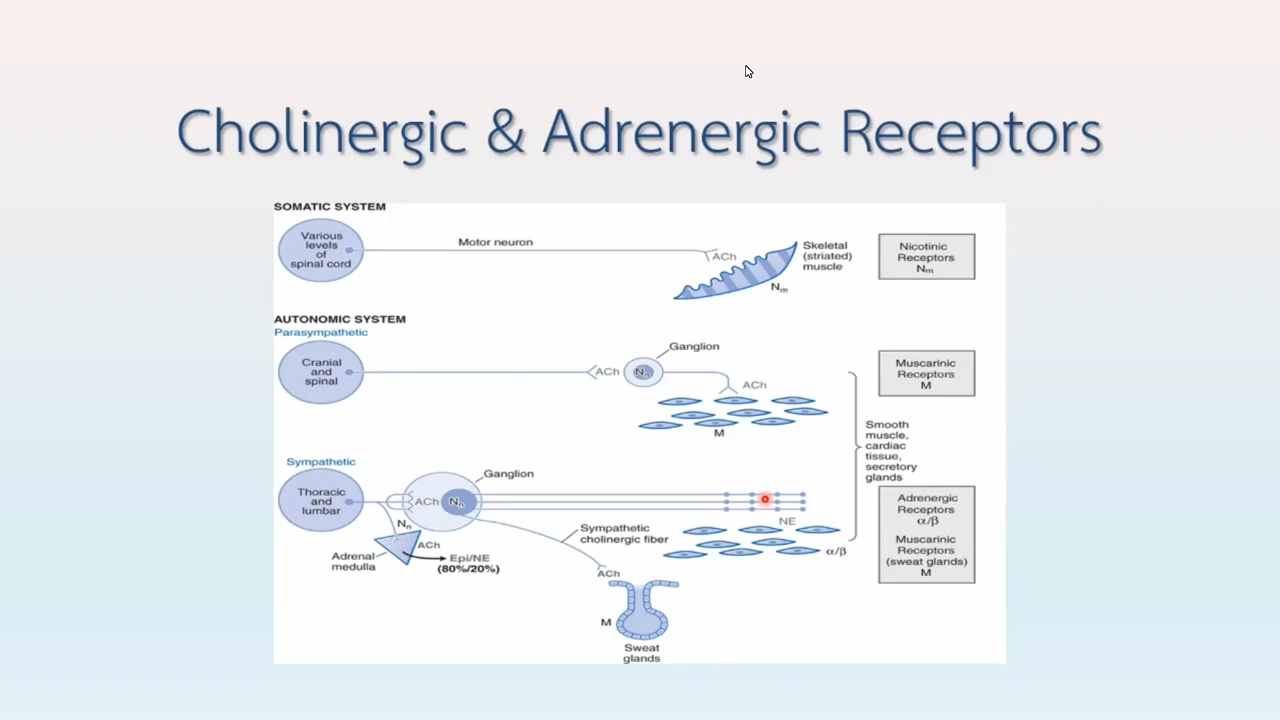 Cholinergic & Adrenergic Receptors
SOMATIC SYSTEM
Various
levels
of
spinal cord
Motor neuron
ACh
Skeletal
(striated)
muscle
Nm
Nicotinic
Receptors
Nm
AUTONOMIC SYSTEM
Parasympathetic
Cranial
and
spinal
ACh
Nn
Ganglion
ACh
M
Muscarinic
Receptors
M
Smooth
muscle,
cardiac
tissue,
secretory
glands
Sympathetic
Thoracic
and
lumbar
ACh
Nn
Ganglion
Nn
ACh
Adrenal
medulla
Epi/NE
(80%/20%)
Sympathetic
cholinergic fiber
NE
α/β
ACh
M
Sweat
glands
Adrenergic
Receptors
α/β
Muscarinic
Receptors
(sweat glands)
M